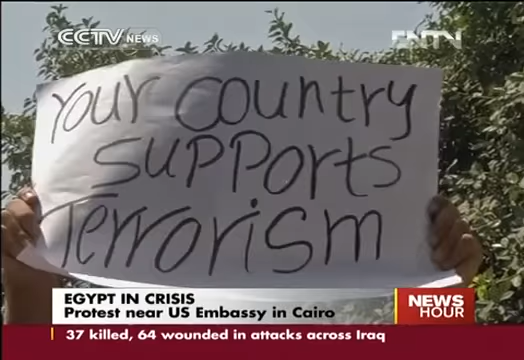 CCTV NEWS
CNTV
Your Country
supports
Terrorism
EGYPT IN CRISIS
Protest near US Embassy in Cairo
NEWS
HOUR
37 killed, 64 wounded in attacks across Iraq